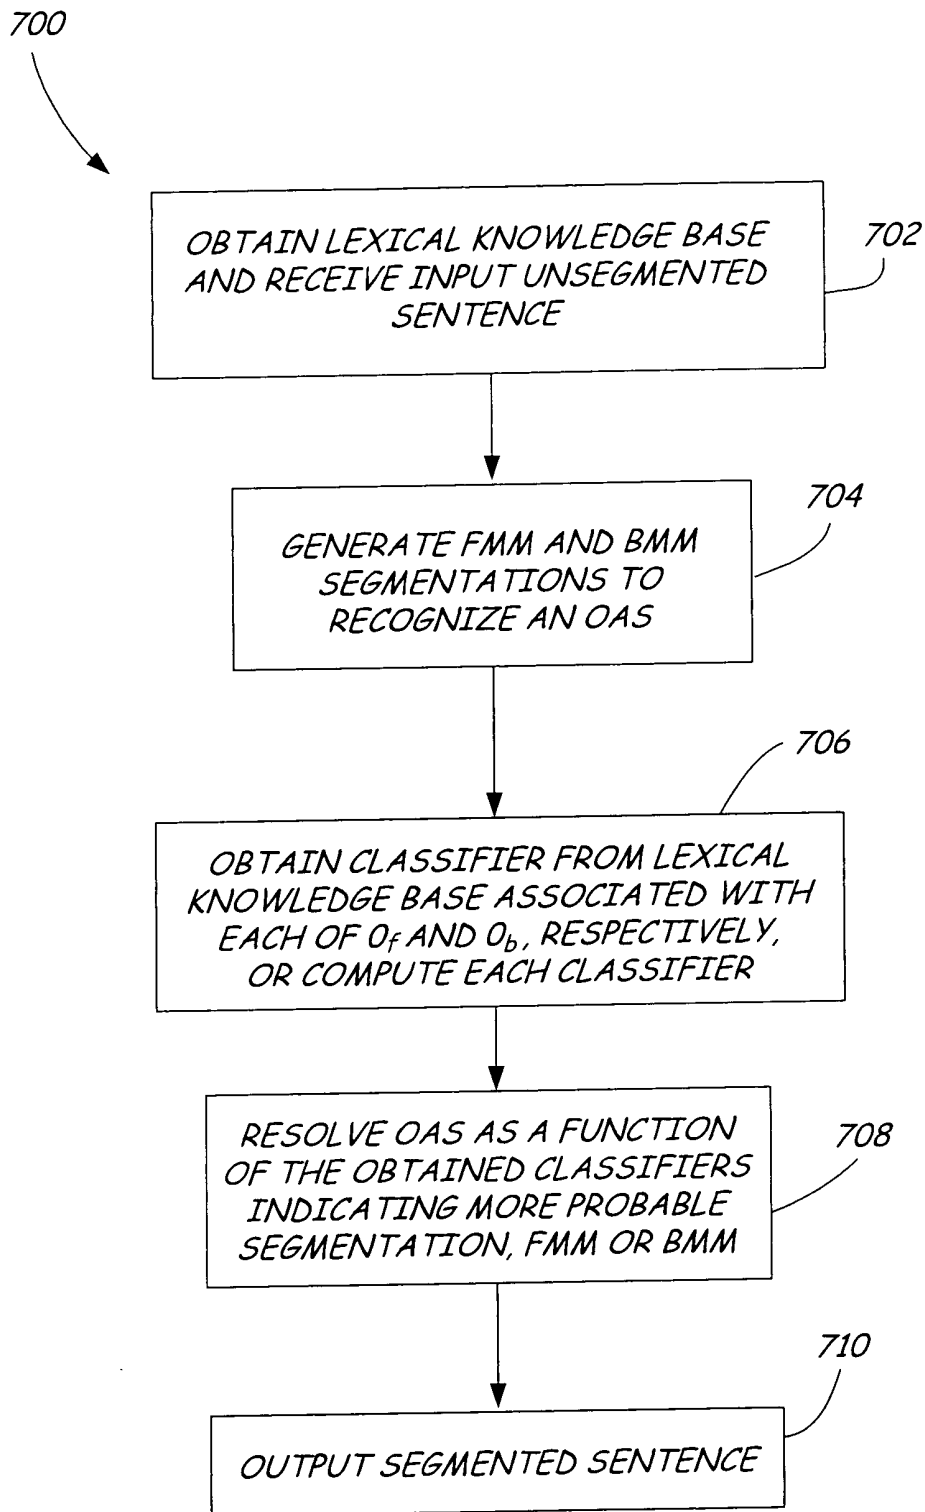 700
OBTAIN LEXICAL KNOWLEDGE BASE
AND RECEIVE INPUT UNSEGMENTED
SENTENCE
702
GENERATE FMM AND BMM
SEGMENTATIONS TO
RECOGNIZE AN OAS
704
706
OBTAIN CLASSIFIER FROM LEXICAL
KNOWLEDGE BASE ASSOCIATED WITH
EACH OF O_f AND O_b, RESPECTIVELY,
OR COMPUTE EACH CLASSIFIER
RESOLVE OAS AS A FUNCTION
OF THE OBTAINED CLASSIFIERS
INDICATING MORE PROBABLE
SEGMENTATION, FMM OR BMM
708
710
OUTPUT SEGMENTED SENTENCE